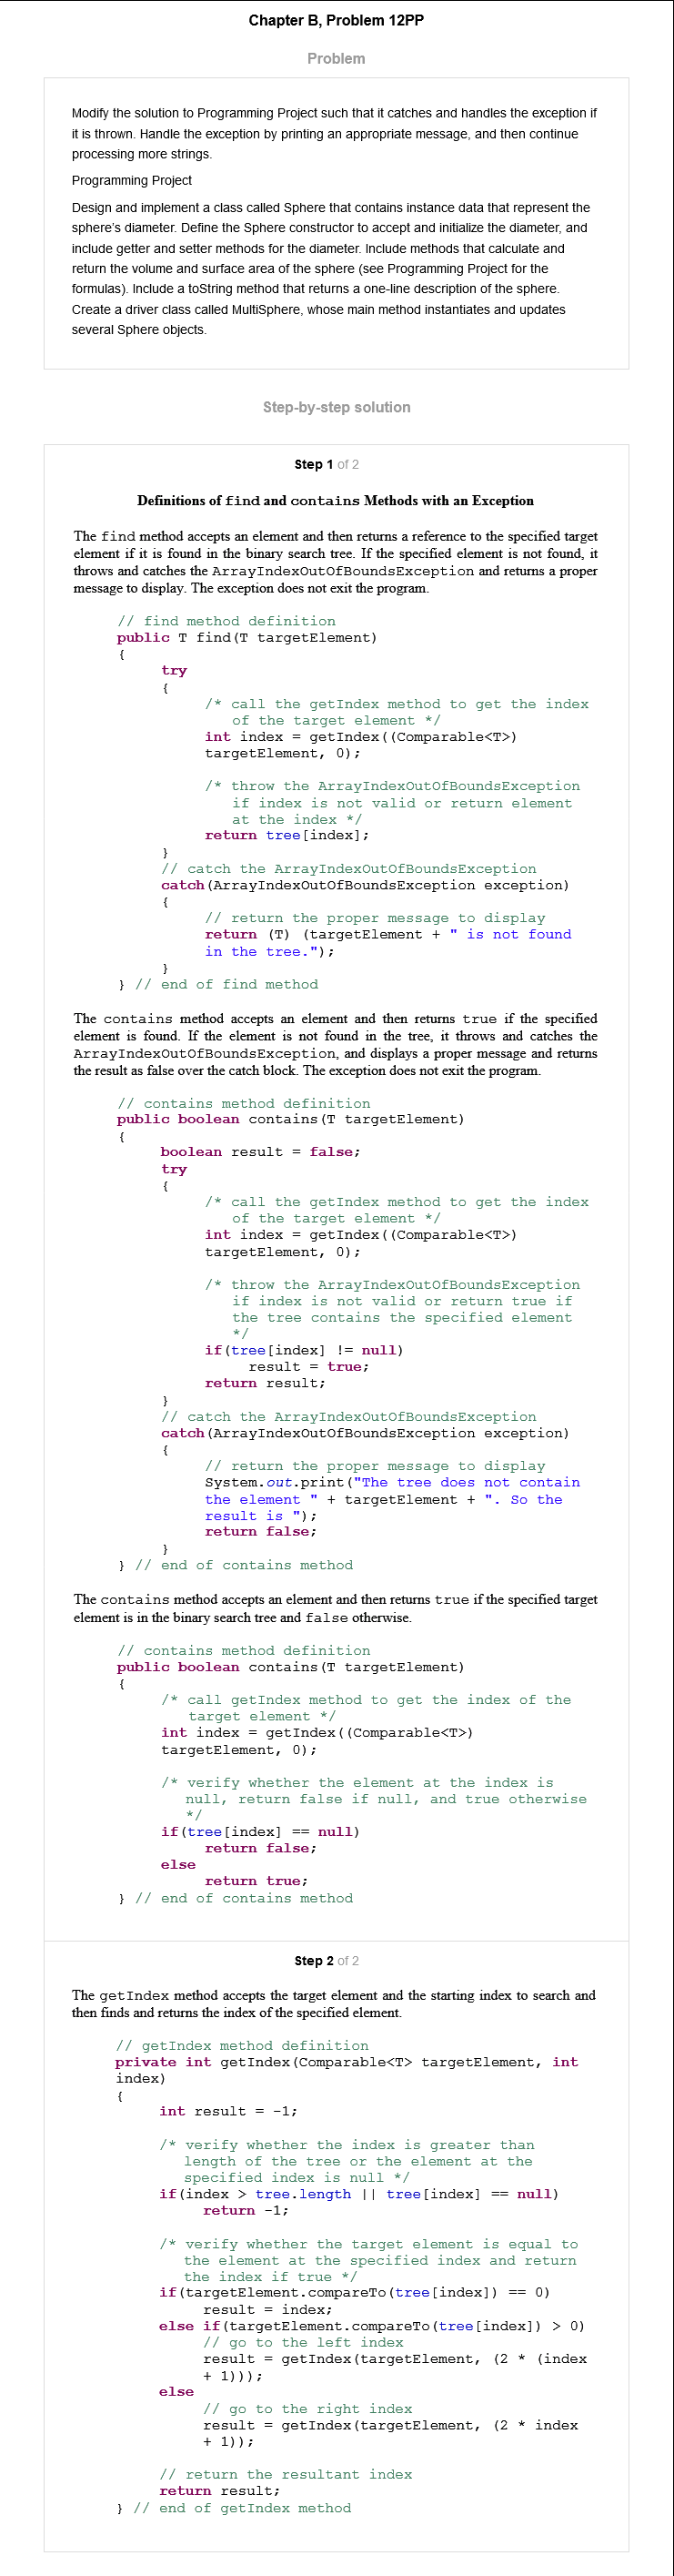 Chapter B, Problem 12PP
Problem
Modify the solution to Programming Project such that it catches and handles the exception if
it is thrown. Handle the exception by printing an appropriate message, and then continue
processing more strings.
Programming Project
Design and implement a class called Sphere that contains instance data that represent the
sphere's diameter. Define the Sphere constructor to accept and initialize the diameter, and
include getter and setter methods for the diameter. Include methods that calculate and
return the volume and surface area of the sphere (see Programming Project for the
formulas). Include a toString method that returns a one-line description of the sphere.
Create a driver class called MultiSphere, whose main method instantiates and updates
several Sphere objects.
Step-by-step solution
Step 1 of 2
Definitions of find and contains Methods with an Exception
The find method accepts an element and then returns a reference to the specified target
element if it is found in the binary search tree. If the specified element is not found, it
throws and catches the ArrayIndexOutOfBoundsException and returns a proper
message to display. The exception does not exit the program.
// find method definition
public T find(T targetElement)
{
try
{
/* call the getIndex method to get the index
of the target element */
int index = getIndex((Comparable<T>)
targetElement, 0);
/* throw the ArrayIndexOutOfBoundsException
if index is not valid or return element
at the index */
return tree[index];
}
// catch the ArrayIndexOutOfBoundsException
catch(ArrayIndexOutOfBoundsException exception)
{
// return the proper message to display
return (T) (targetElement + " is not found
in the tree.");
}
} // end of find method
The contains method accepts an element and then returns true if the specified
element is found. If the element is not found in the tree, it throws and catches the
ArrayIndexOutOfBoundsException, and displays a proper message and returns
the result as false over the catch block. The exception does not exit the program.
// contains method definition
public boolean contains(T targetElement)
{
boolean result = false;
try
{
/* call the getIndex method to get the index
of the target element */
int index = getIndex((Comparable<T>)
targetElement, 0);
/* throw the ArrayIndexOutOfBoundsException
if index is not valid or return true if
the tree contains the specified element
*/
if(tree[index] != null)
result = true;
return result;
}
// catch the ArrayIndexOutOfBoundsException
catch(ArrayIndexOutOfBoundsException exception)
{
// return the proper message to display
System.out.print("The tree does not contain
the element " + targetElement + ". So the
result is ");
return false;
}
} // end of contains method
The contains method accepts an element and then returns true if the specified target
element is in the binary search tree and false otherwise.
// contains method definition
public boolean contains(T targetElement)
{
/* call getIndex method to get the index of the
target element */
int index = getIndex((Comparable<T>)
targetElement, 0);
/* verify whether the element at the index is
null, return false if null, and true otherwise
*/
if(tree[index] == null)
return false;
else
return true;
} // end of contains method
Step 2 of 2
The getIndex method accepts the target element and the starting index to search and
then finds and returns the index of the specified element.
// getIndex method definition
private int getIndex(Comparable<T> targetElement, int
index)
{
int result = -1;
/* verify whether the index is greater than
length of the tree or the element at the
specified index is null */
if(index > tree.length || tree[index] == null)
return -1;
/* verify whether the target element is equal to
the element at the specified index and return
the index if true */
if(targetElement.compareTo(tree[index]) == 0)
result = index;
else if(targetElement.compareTo(tree[index]) > 0)
// go to the left index
result = getIndex(targetElement, (2 * (index
+ 1)));
else
// go to the right index
result = getIndex(targetElement, (2 * index
+ 1));
// return the resultant index
return result;
} // end of getIndex method